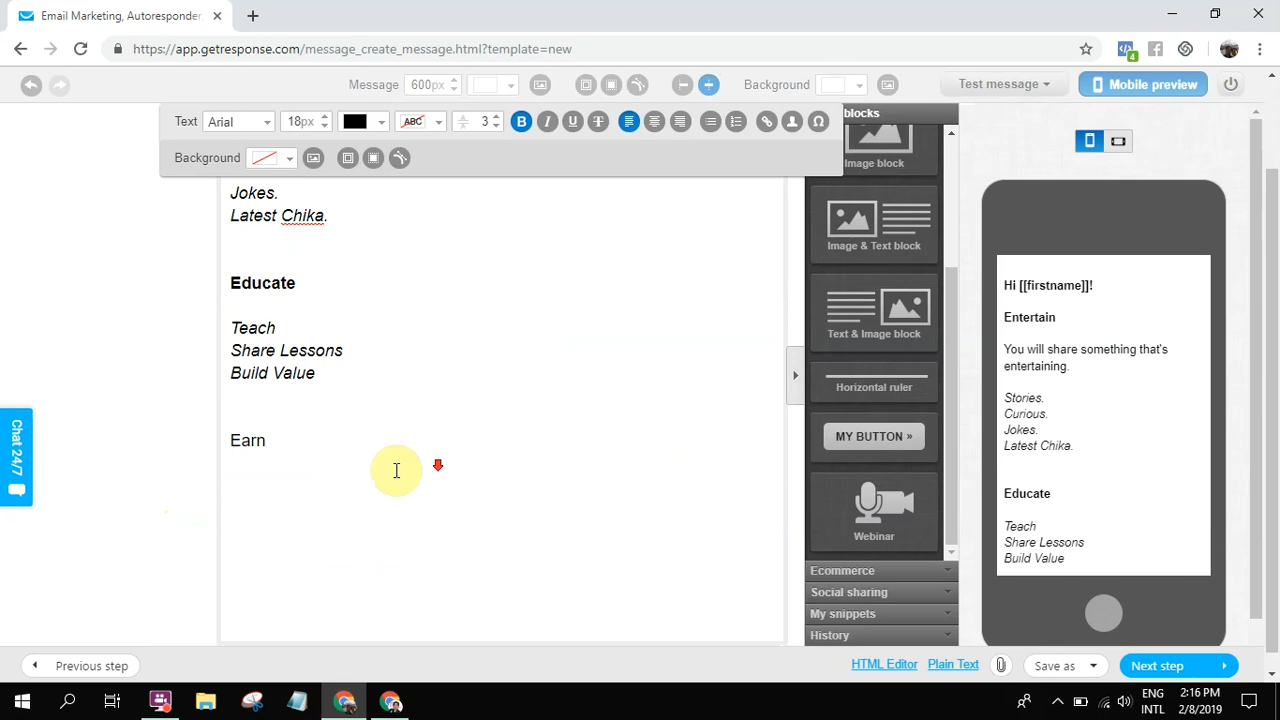 Email Marketing, Autoresponder,
https://app.getresponse.com/message_create_message.html?template=new
4
Message 600px Background Test message Mobile preview
Text Arial 18px ABC 3 B I U T Ω
Background
blocks
Jokes.
Latest Chika.
Educate
Teach
Share Lessons
Build Value
Earn
Chat 24/7
Image block
Image & Text block
Text & Image block
Horizontal ruler
MY BUTTON »
Webinar
Ecommerce
Social sharing
My snippets
History
Hi [[firstname]]!
Entertain
You will share something that's
entertaining.
Stories.
Curious.
Jokes.
Latest Chika.
Educate
Teach
Share Lessons
Build Value
Previous step
HTML Editor Plain Text Save as Next step
ENG 2:16 PM
INTL 2/8/2019